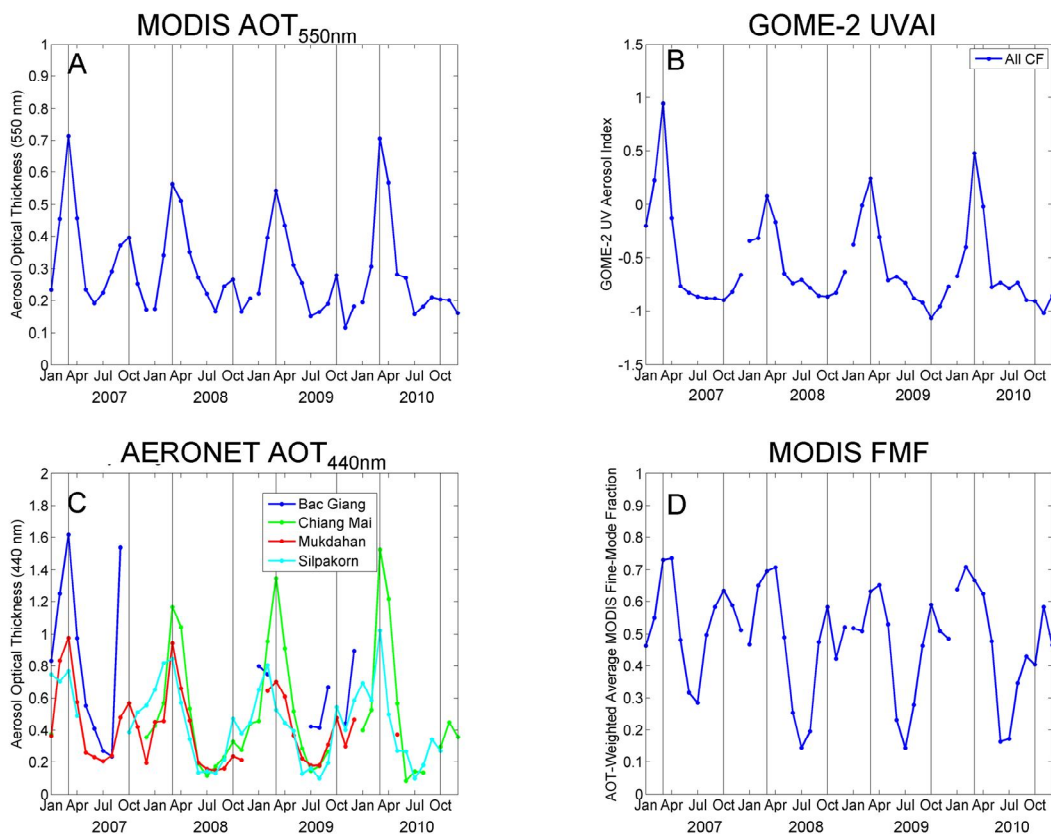 MODIS AOT550nm
A
Aerosol Optical Thickness (550 nm)
1
0.9
0.8
0.7
0.6
0.5
0.4
0.3
0.2
0.1
0
Jan Apr Jul Oct Jan Apr Jul Oct Jan Apr Jul Oct Jan Apr Jul Oct
2007 2008 2009 2010
GOME-2 UVAI
B
All CF
GOME-2 UV Aerosol Index
1.5
1
0.5
0
-0.5
-1
-1.5
Jan Apr Jul Oct Jan Apr Jul Oct Jan Apr Jul Oct Jan Apr Jul Oct
2007 2008 2009 2010
AERONET AOT440nm
C
Bac Giang
Chiang Mai
Mukdahan
Silpakorn
Aerosol Optical Thickness (440 nm)
2
1.8
1.6
1.4
1.2
1
0.8
0.6
0.4
0.2
0
Jan Apr Jul Oct Jan Apr Jul Oct Jan Apr Jul Oct Jan Apr Jul Oct
2007 2008 2009 2010
MODIS FMF
D
AOT-Weighted Average MODIS Fine-Mode Fraction
1
0.9
0.8
0.7
0.6
0.5
0.4
0.3
0.2
0.1
0
Jan Apr Jul Oct Jan Apr Jul Oct Jan Apr Jul Oct Jan Apr Jul Oct
2007 2008 2009 2010